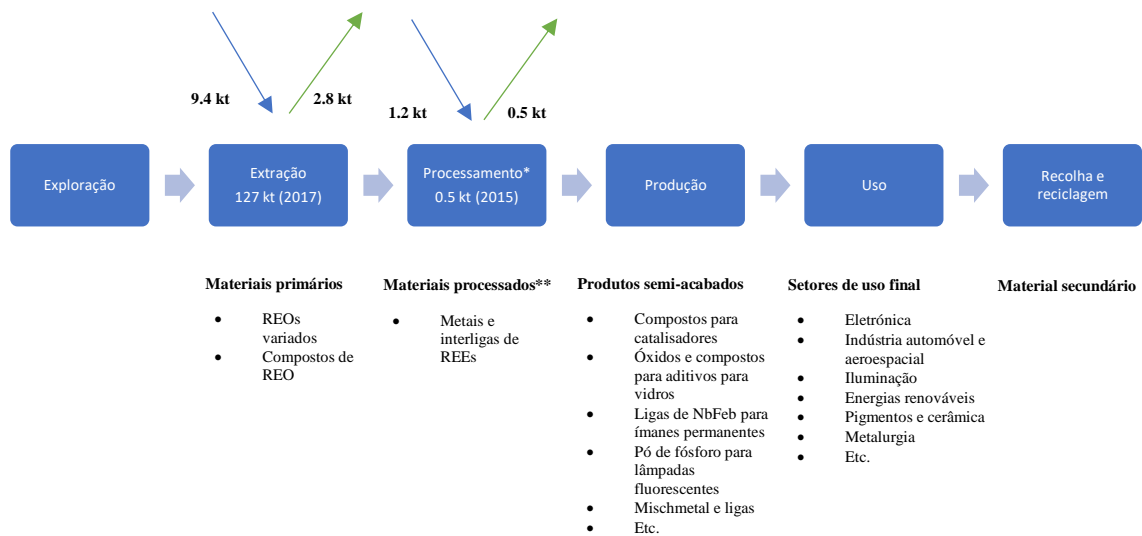 9.4 kt
2.8 kt
1.2 kt
0.5 kt
Exploração
Extração
127 kt (2017)
Processamento*
0.5 kt (2015)
Produção
Uso
Recolha e
reciclagem
Materiais primários
• REOs
variados
• Compostos de
REO
Materiais processados**
• Metais e
interligas de
REEs
Produtos semi-acabados
• Compostos para
catalisadores
• Óxidos e compostos
para aditivos para
vidros
• Ligas de NbFeb para
ímanes permanentes
• Pó de fósforo para
lâmpadas
fluorescentes
• Mischmetal e ligas
• Etc.
Setores de uso final
• Eletrónica
• Indústria automóvel e
aeroespacial
• Iluminação
• Energias renováveis
• Pigmentos e cerâmica
• Metalurgia
• Etc.
Material secundário